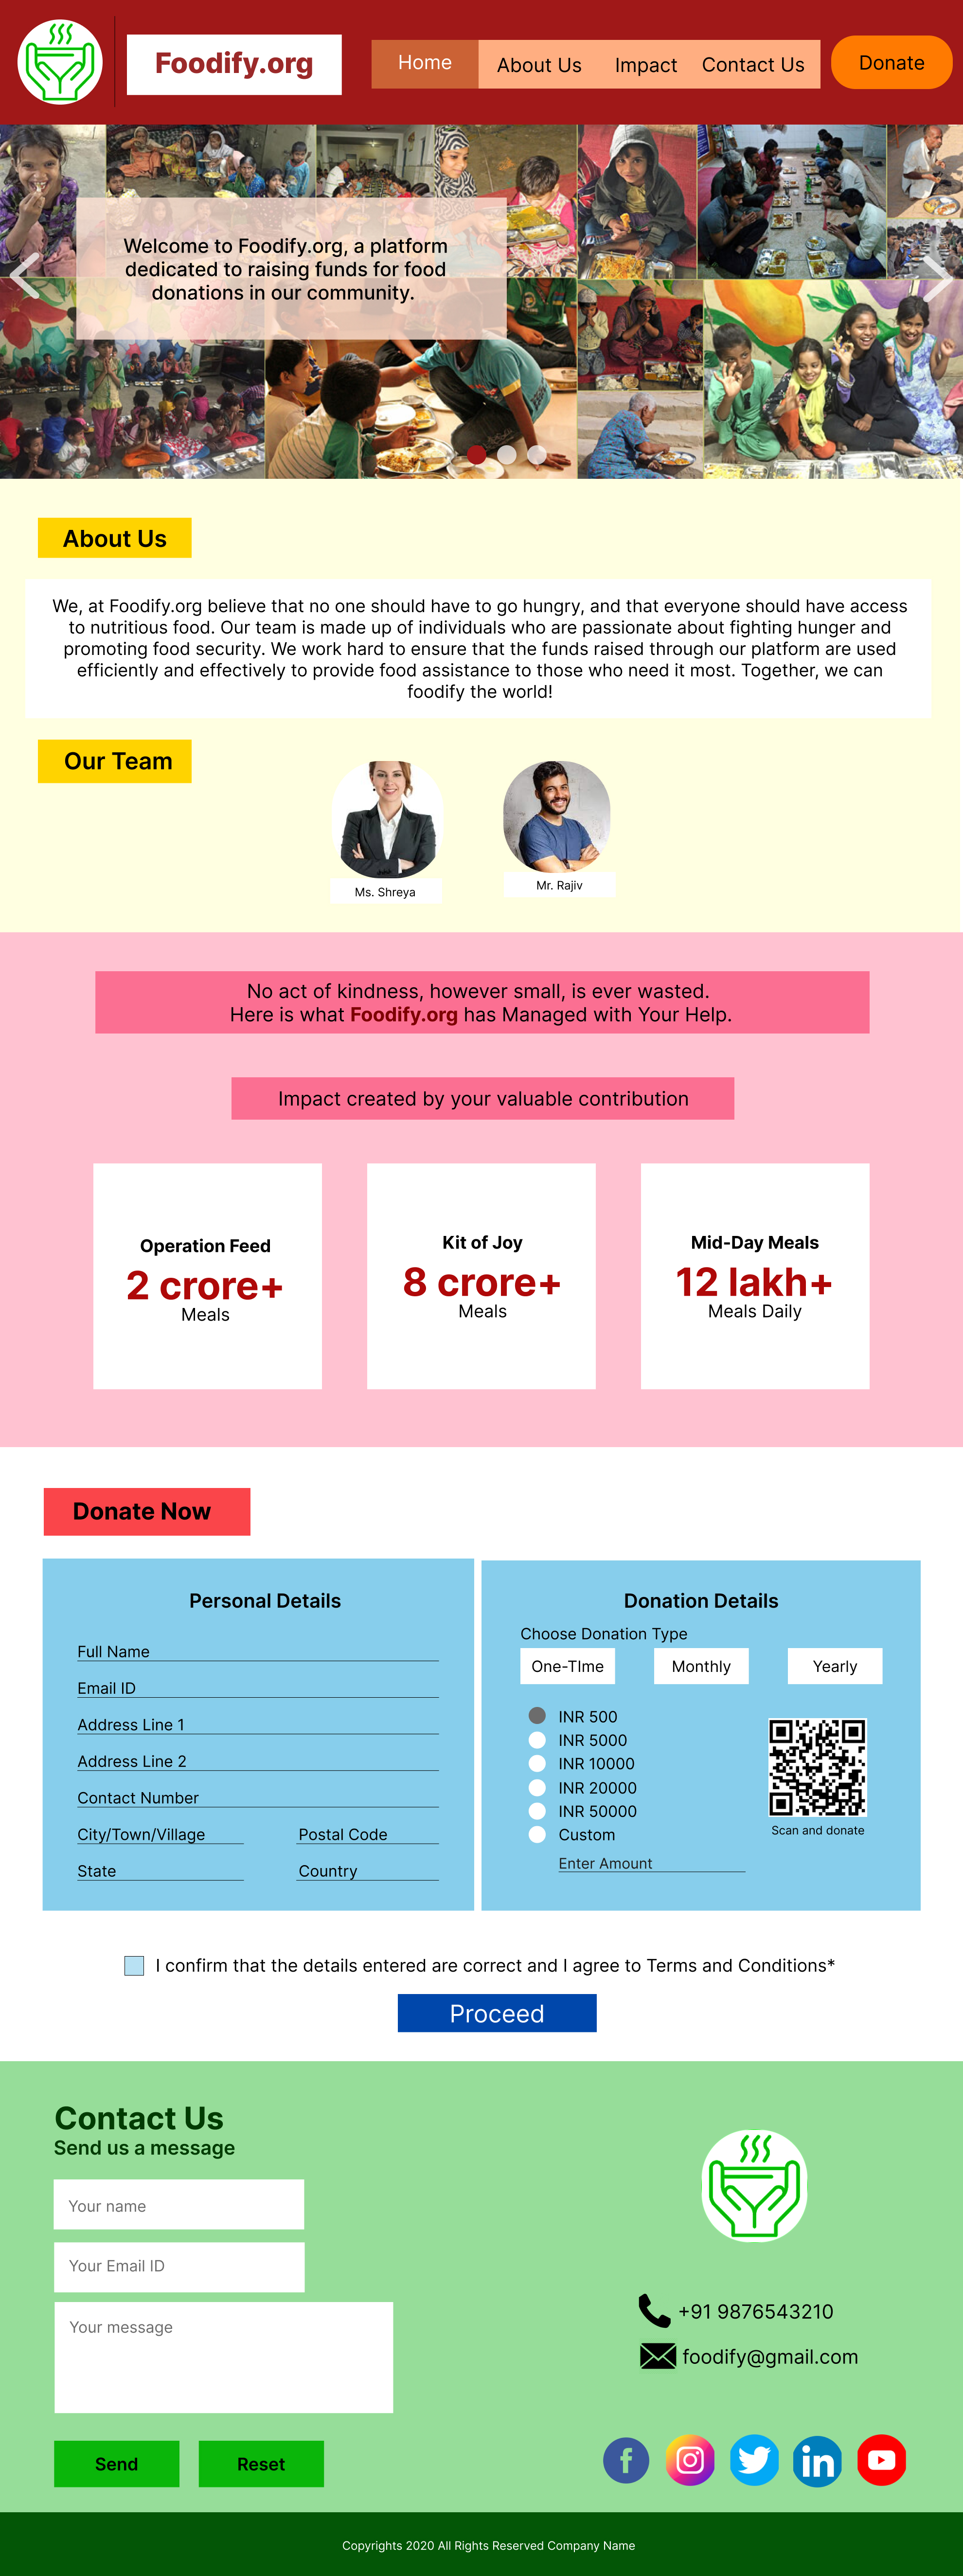 Foodify.org
Home
About Us
Impact
Contact Us
Donate
Welcome to Foodify.org, a platform
dedicated to raising funds for food
donations in our community.
About Us
We, at Foodify.org believe that no one should have to go hungry, and that everyone should have access
to nutritious food. Our team is made up of individuals who are passionate about fighting hunger and
promoting food security. We work hard to ensure that the funds raised through our platform are used
efficiently and effectively to provide food assistance to those who need it most. Together, we can
foodify the world!
Our Team
Ms. Shreya
Mr. Rajiv
No act of kindness, however small, is ever wasted.
Here is what Foodify.org has Managed with Your Help.
Impact created by your valuable contribution
Operation Feed
2 crore+
Meals
Kit of Joy
8 crore+
Meals
Mid-Day Meals
12 lakh+
Meals Daily
Donate Now
Personal Details
Full Name
Email ID
Address Line 1
Address Line 2
Contact Number
City/Town/Village
Postal Code
State
Country
Donation Details
Choose Donation Type
One-TIme
Monthly
Yearly
INR 500
INR 5000
INR 10000
INR 20000
INR 50000
Custom
Enter Amount
Scan and donate
I confirm that the details entered are correct and I agree to Terms and Conditions*
Proceed
Contact Us
Send us a message
Your name
Your Email ID
Your message
Send
Reset
+91 9876543210
foodify@gmail.com
Copyrights 2020 All Rights Reserved Company Name